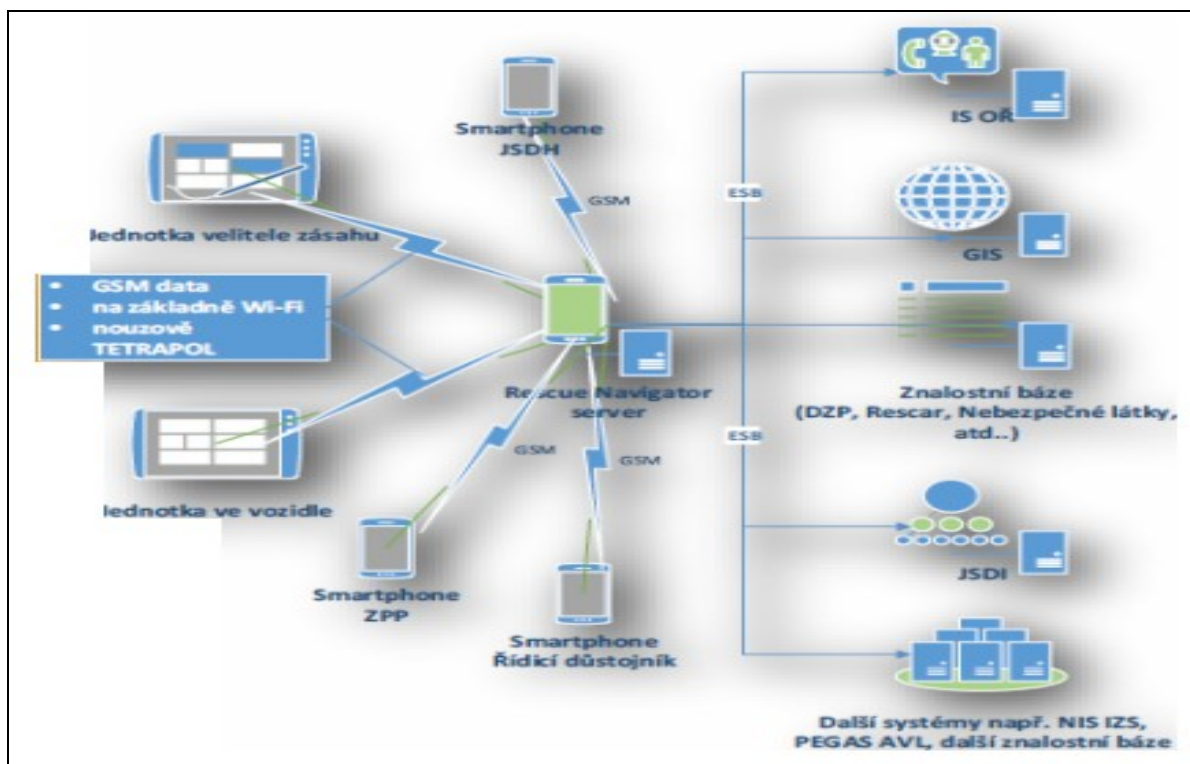 Smartphone
JSDH
GSM
Jednotka velitele zásahu
• GSM data
• na základně Wi-Fi
• nouzově
TETRAPOL
Rescue Navigator
server
Jednotka ve vozidle
GSM
GSM
Smartphone
ZPP
Smartphone
Řídicí důstojník
ESB
ESB
IS OŘ
GIS
Znalostní báze
(DZP, Rescar, Nebezpečné látky,
atd..)
JSDI
Další systémy např. NIS IZS,
PEGAS AVL, další znalostní báze